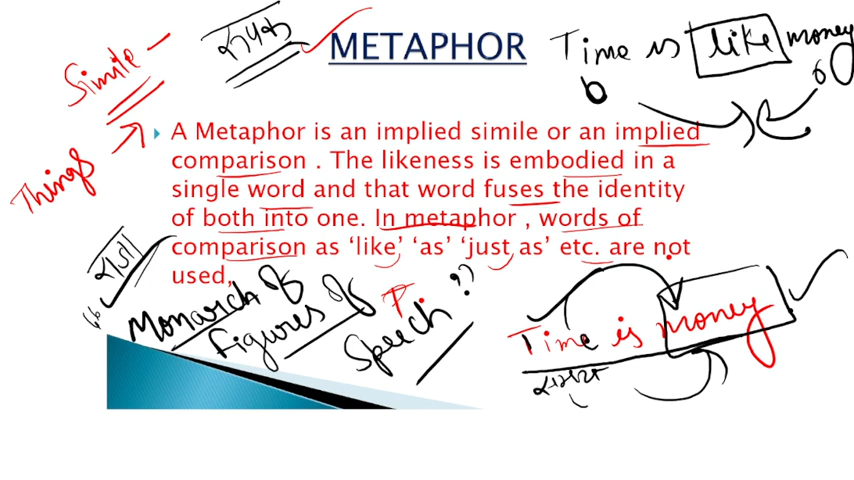 Simile –
METAPHOR
Time is like money
Things
A Metaphor is an implied simile or an implied
comparison . The likeness is embodied in a
single word and that word fuses the identity
of both into one. In metaphor , words of
comparison as ‘like’ ‘as’ ‘just as’ etc. are not
used,
राजा
“Monarch of
Figures of
Speech”
Time is money